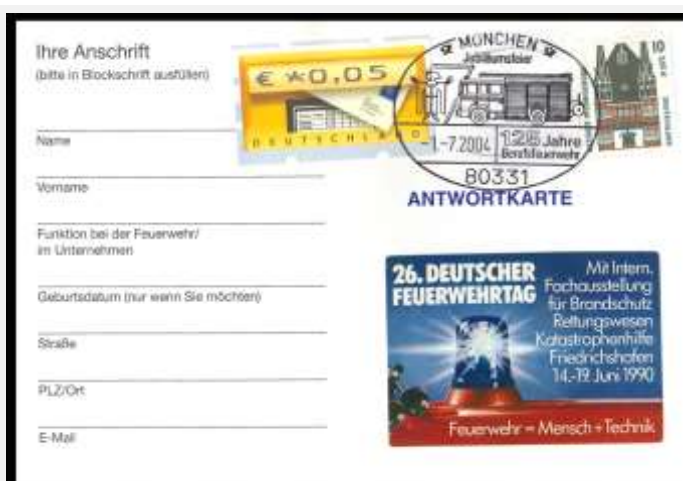 Ihre Anschrift
(bitte in Blockschrift ausfüllen)
Name
Vorname
Funktion bei der Feuerwehr/
im Unternehmen
Geburtsdatum (nur wenn Sie möchten)
Straße
PLZ/Ort
E-Mail
€ *0,05
DEUTSCHLAND
MÜNCHEN
Jubiläumsfeier
-1.-7.2004
125 Jahre
Berufsfeuerwehr
80331
10
ANTWORTKARTE
26. DEUTSCHER
FEUERWEHRTAG
Mit Intern.
Fachausstellung
für Brandschutz
Rettungswesen
Katastrophenhilfe
Friedrichshafen
14.-19. Juni 1990
Feuerwehr = Mensch + Technik